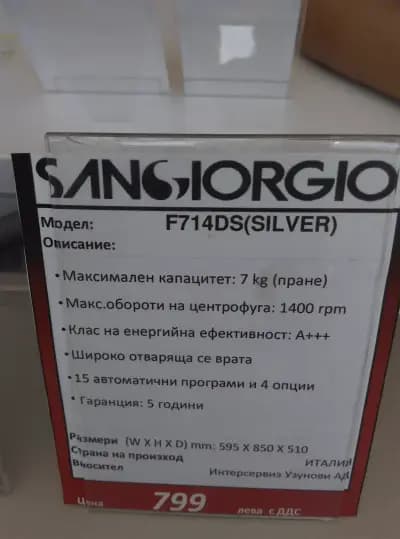 SANGIORGIO
Модел: F714DS(SILVER)
Описание:
• Максимален капацитет: 7 kg (пране)
• Макс.обороти на центрофуга: 1400 rpm
• Клас на енергийна ефективност: A+++
• Широко отваряща се врата
• 15 автоматични програми и 4 опции
• Гаранция: 5 години
Размери (W X H X D) mm: 595 X 850 X 510
Страна на произход ИТАЛИЯ
Вносител Интерсервиз Узунови АД
Цена 799 лева с ДДС